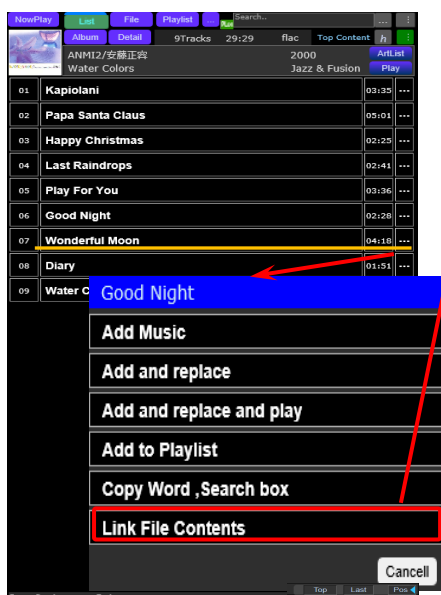 NowPlay List File Playlist ... Search.. ... ⋮
Album Detail 9Tracks 29:29 flac Top Content h ⋮
ANMI2/安藤正容 2000 ArtList
Water Colors Jazz & Fusion Play
01 Kapiolani 03:35 ...
02 Papa Santa Claus 05:01 ...
03 Happy Christmas 02:25 ...
04 Last Raindrops 02:41 ...
05 Play For You 03:36 ...
06 Good Night 02:28 ...
07 Wonderful Moon 04:18 ...
08 Diary 01:51 ...
09 Water C
Good Night
Add Music
Add and replace
Add and replace and play
Add to Playlist
Copy Word ,Search box
Link File Contents
Cancell
Top Last Pos